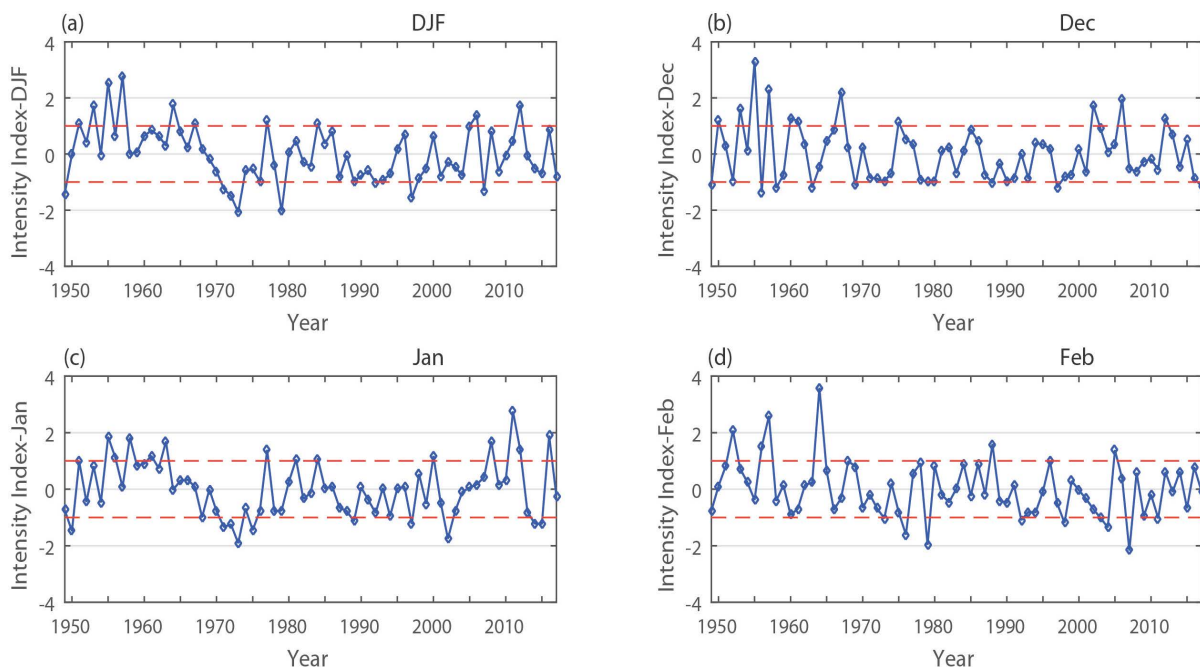 (a) DJF
4
2
0
-2
-4
Intensity Index-DJF
1950 1960 1970 1980 1990 2000 2010
Year
(b) Dec
4
2
0
-2
-4
Intensity Index-Dec
1950 1960 1970 1980 1990 2000 2010
Year
(c) Jan
4
2
0
-2
-4
Intensity Index-Jan
1950 1960 1970 1980 1990 2000 2010
Year
(d) Feb
4
2
0
-2
-4
Intensity Index-Feb
1950 1960 1970 1980 1990 2000 2010
Year